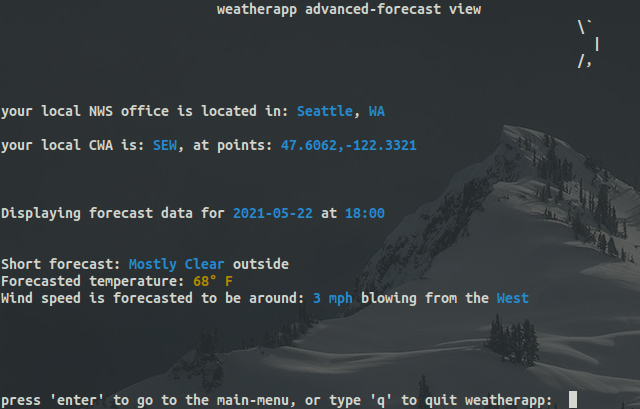 weatherapp advanced-forecast view
\`
|
/,
your local NWS office is located in: Seattle, WA
your local CWA is: SEW, at points: 47.6062,-122.3321
Displaying forecast data for 2021-05-22 at 18:00
Short forecast: Mostly Clear outside
Forecasted temperature: 68° F
Wind speed is forecasted to be around: 3 mph blowing from the West
press 'enter' to go to the main-menu, or type 'q' to quit weatherapp: